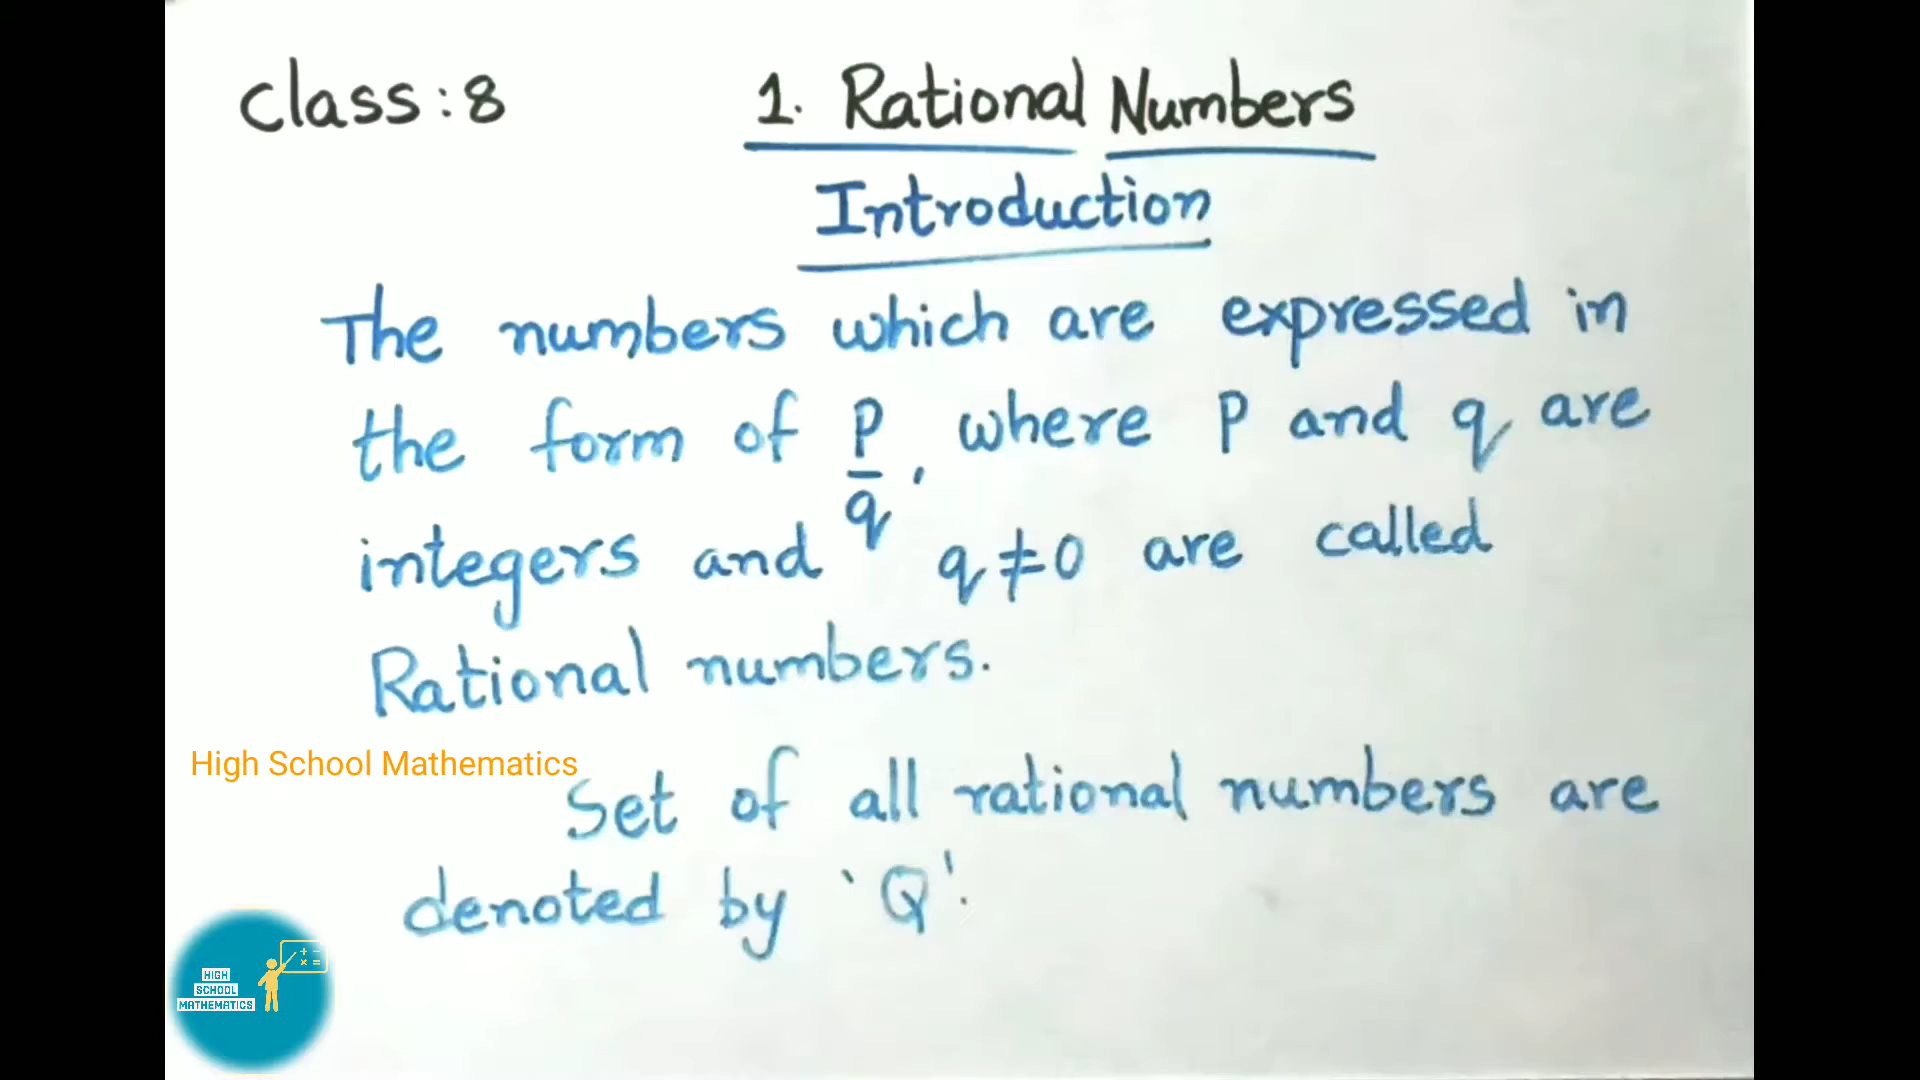 Class:8
1. Rational Numbers
Introduction
The numbers which are expressed in
the form of p/q, where p and q are
integers and q≠0 are called
Rational numbers.
High School Mathematics
Set of all rational numbers are
denoted by 'Q'.
HIGH
SCHOOL
MATHEMATICS
+ −
× =